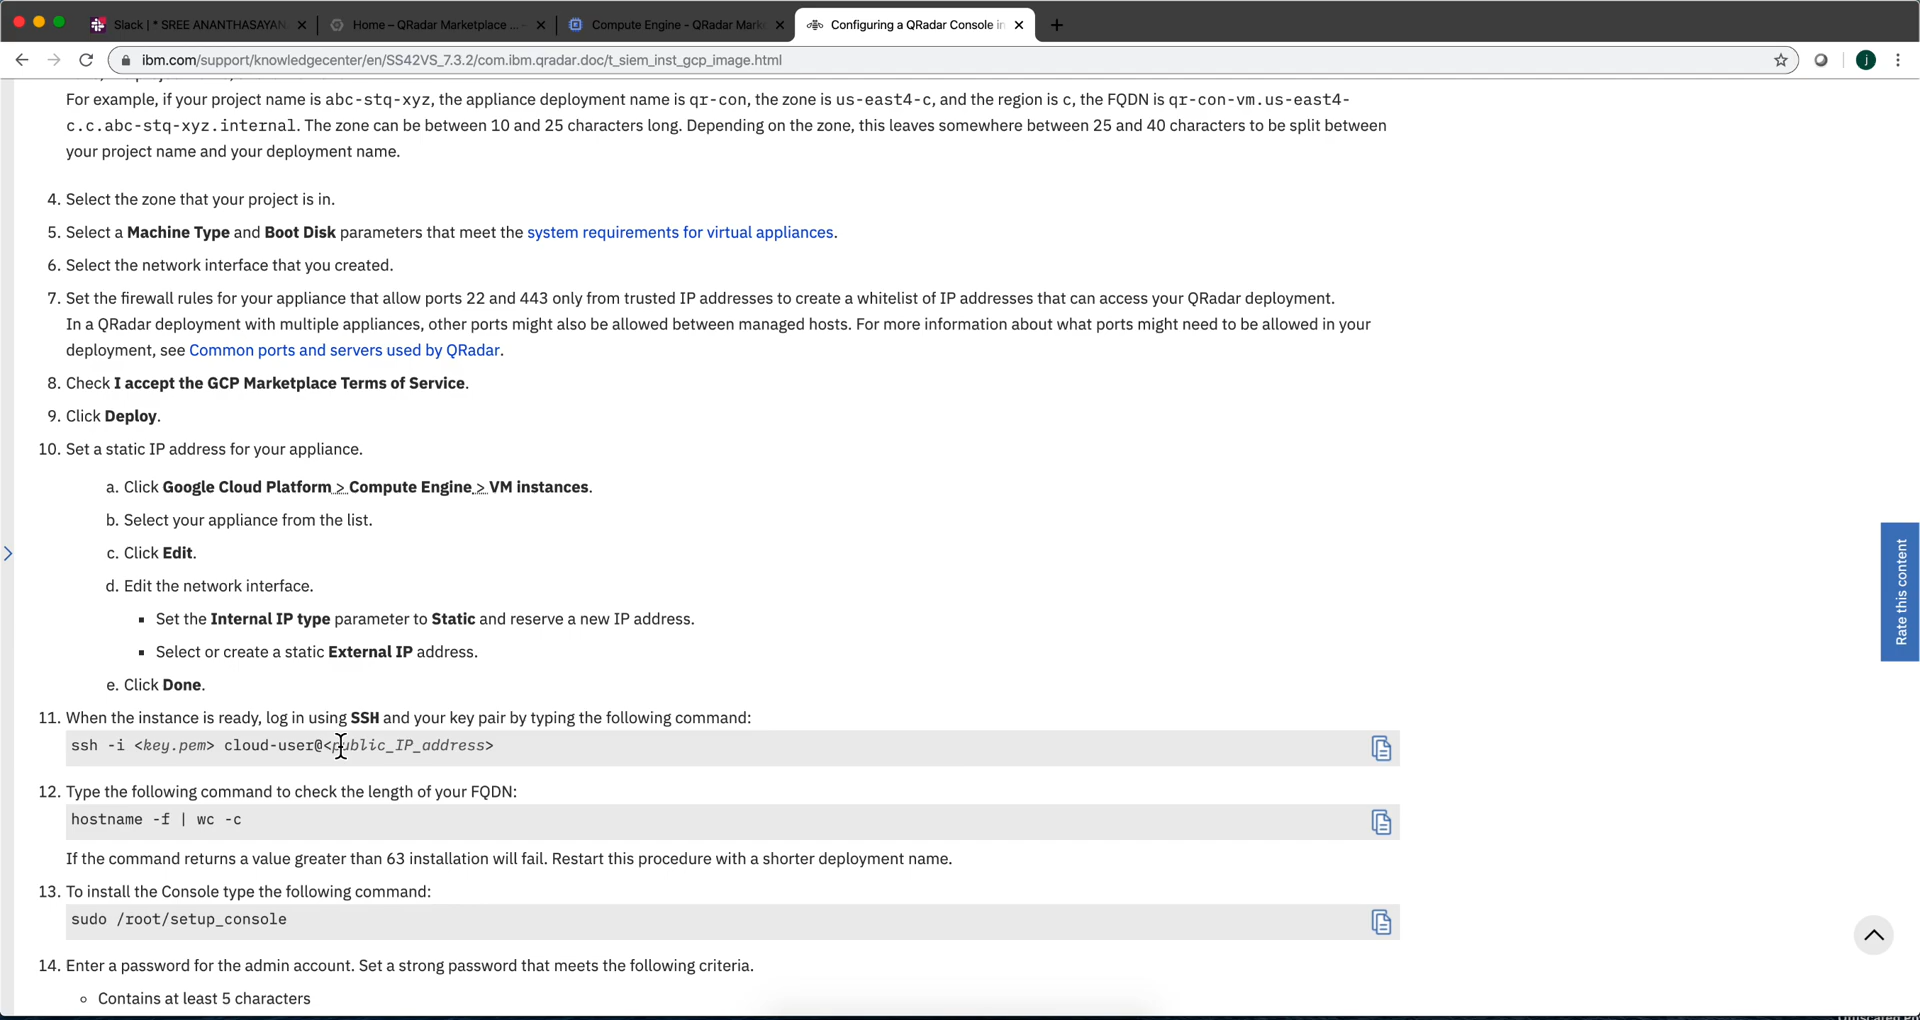 Slack | * SREE ANANTHASAYAN
Home – QRadar Marketplace ... -
Compute Engine - QRadar Mark
Configuring a QRadar Console in
ibm.com/support/knowledgecenter/en/SS42VS_7.3.2/com.ibm.qradar.doc/t_siem_inst_gcp_image.html
j
For example, if your project name is abc-stq-xyz, the appliance deployment name is qr-con, the zone is us-east4-c, and the region is c, the FQDN is qr-con-vm.us-east4-
c.c.abc-stq-xyz.internal. The zone can be between 10 and 25 characters long. Depending on the zone, this leaves somewhere between 25 and 40 characters to be split between
your project name and your deployment name.
4. Select the zone that your project is in.
5. Select a Machine Type and Boot Disk parameters that meet the system requirements for virtual appliances.
6. Select the network interface that you created.
7. Set the firewall rules for your appliance that allow ports 22 and 443 only from trusted IP addresses to create a whitelist of IP addresses that can access your QRadar deployment.
In a QRadar deployment with multiple appliances, other ports might also be allowed between managed hosts. For more information about what ports might need to be allowed in your
deployment, see Common ports and servers used by QRadar.
8. Check I accept the GCP Marketplace Terms of Service.
9. Click Deploy.
10. Set a static IP address for your appliance.
a. Click Google Cloud Platform > Compute Engine > VM instances.
b. Select your appliance from the list.
c. Click Edit.
d. Edit the network interface.
▪ Set the Internal IP type parameter to Static and reserve a new IP address.
▪ Select or create a static External IP address.
e. Click Done.
11. When the instance is ready, log in using SSH and your key pair by typing the following command:
ssh -i <key.pem> cloud-user@<public_IP_address>
12. Type the following command to check the length of your FQDN:
hostname -f | wc -c
If the command returns a value greater than 63 installation will fail. Restart this procedure with a shorter deployment name.
13. To install the Console type the following command:
sudo /root/setup_console
14. Enter a password for the admin account. Set a strong password that meets the following criteria.
○ Contains at least 5 characters
Rate this content